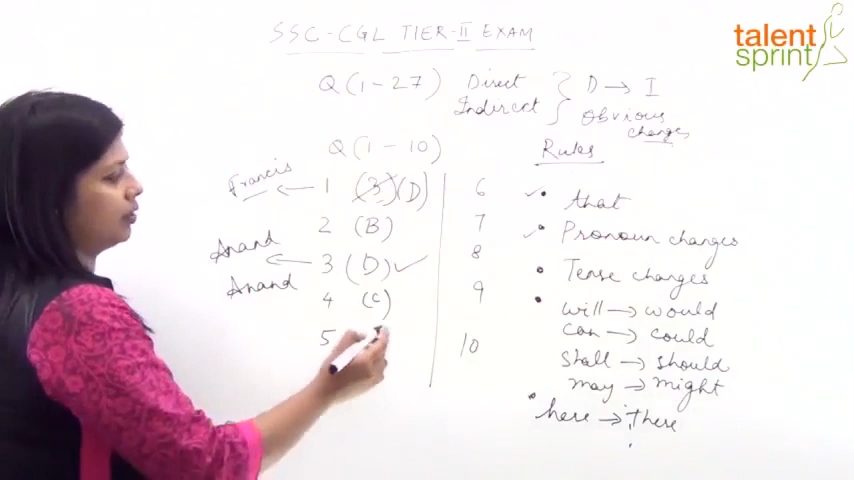 SSC-CGL TIER-II EXAM
talent
sprint
Q (1-27) Direct
Indirect
D → I
Obvious
changes
Q (1 - 10)
Francis ← 1 (B) (D)
2 (B)
Anand ← 3 (D) ✓
Anand 4 (C)
5
6
7
8
9
10
Rules
✓ • that
✓ • Pronoun changes
• Tense changes
• will → would
can → could
shall → should
may → might
• here → there